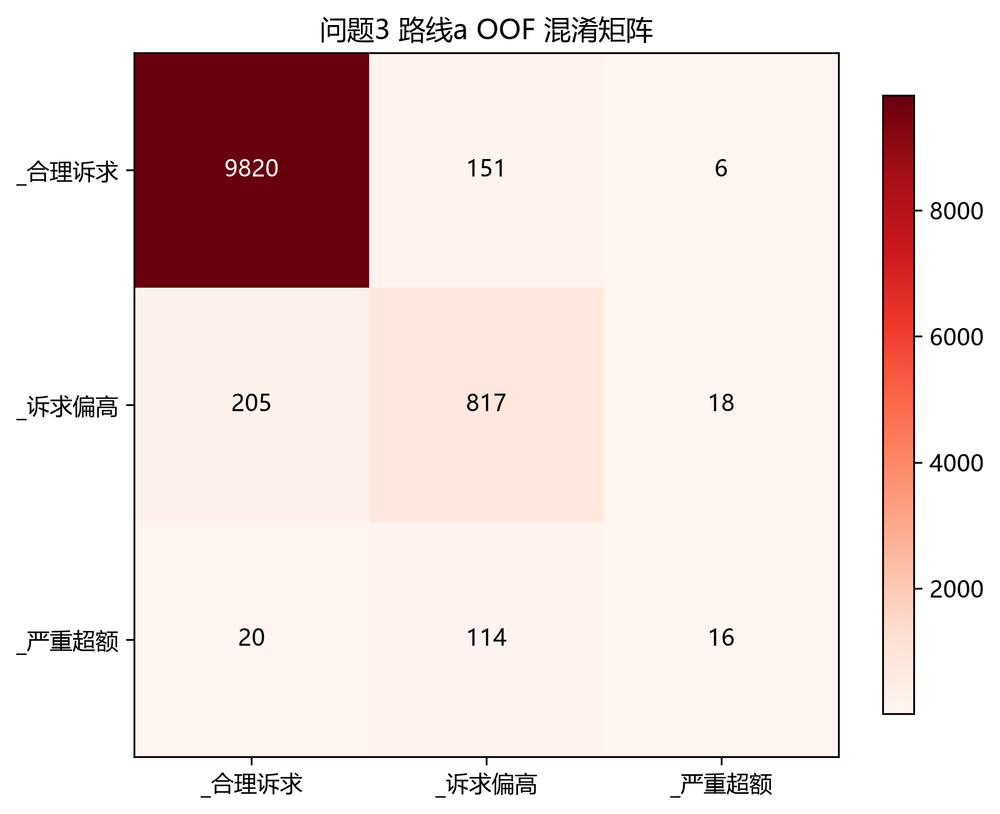 问题3 路线a OOF 混淆矩阵
_合理诉求 9820 151 6
_诉求偏高 205 817 18
_严重超额 20 114 16
_合理诉求 _诉求偏高 _严重超额
8000
6000
4000
2000